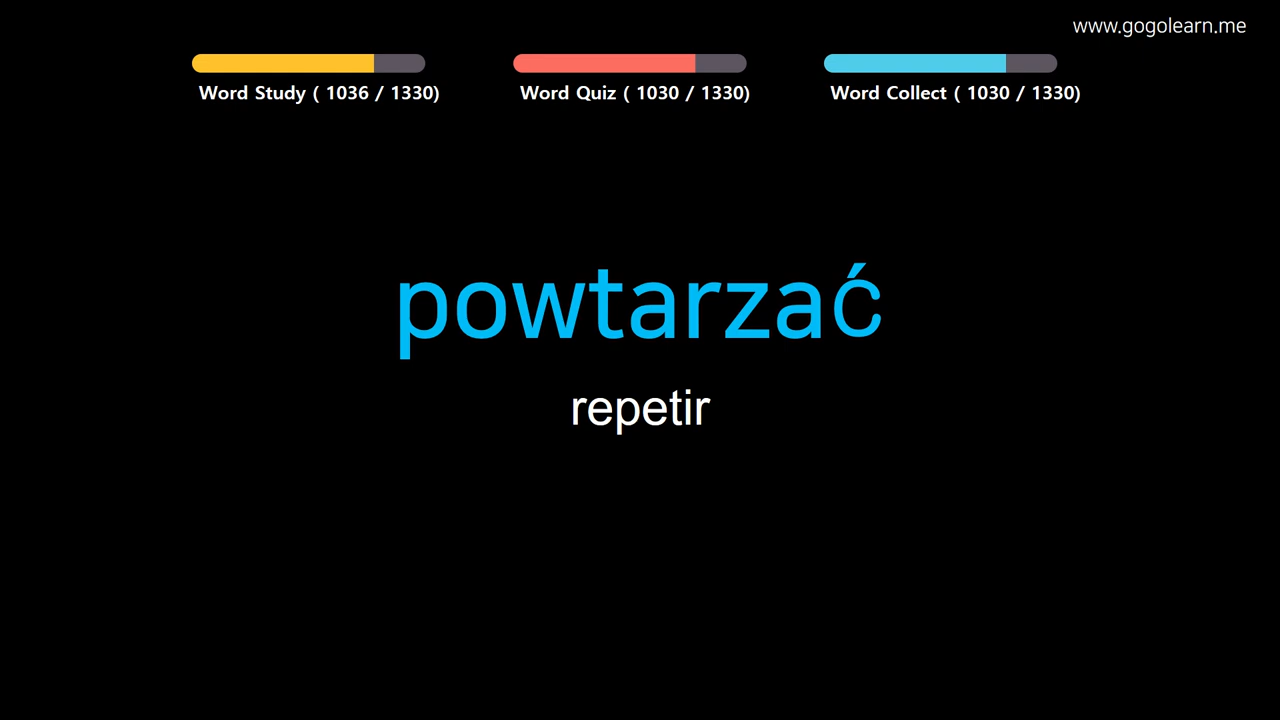 www.gogolearn.me
Word Study ( 1036 / 1330)
Word Quiz ( 1030 / 1330)
Word Collect ( 1030 / 1330)
powtarzać
repetir